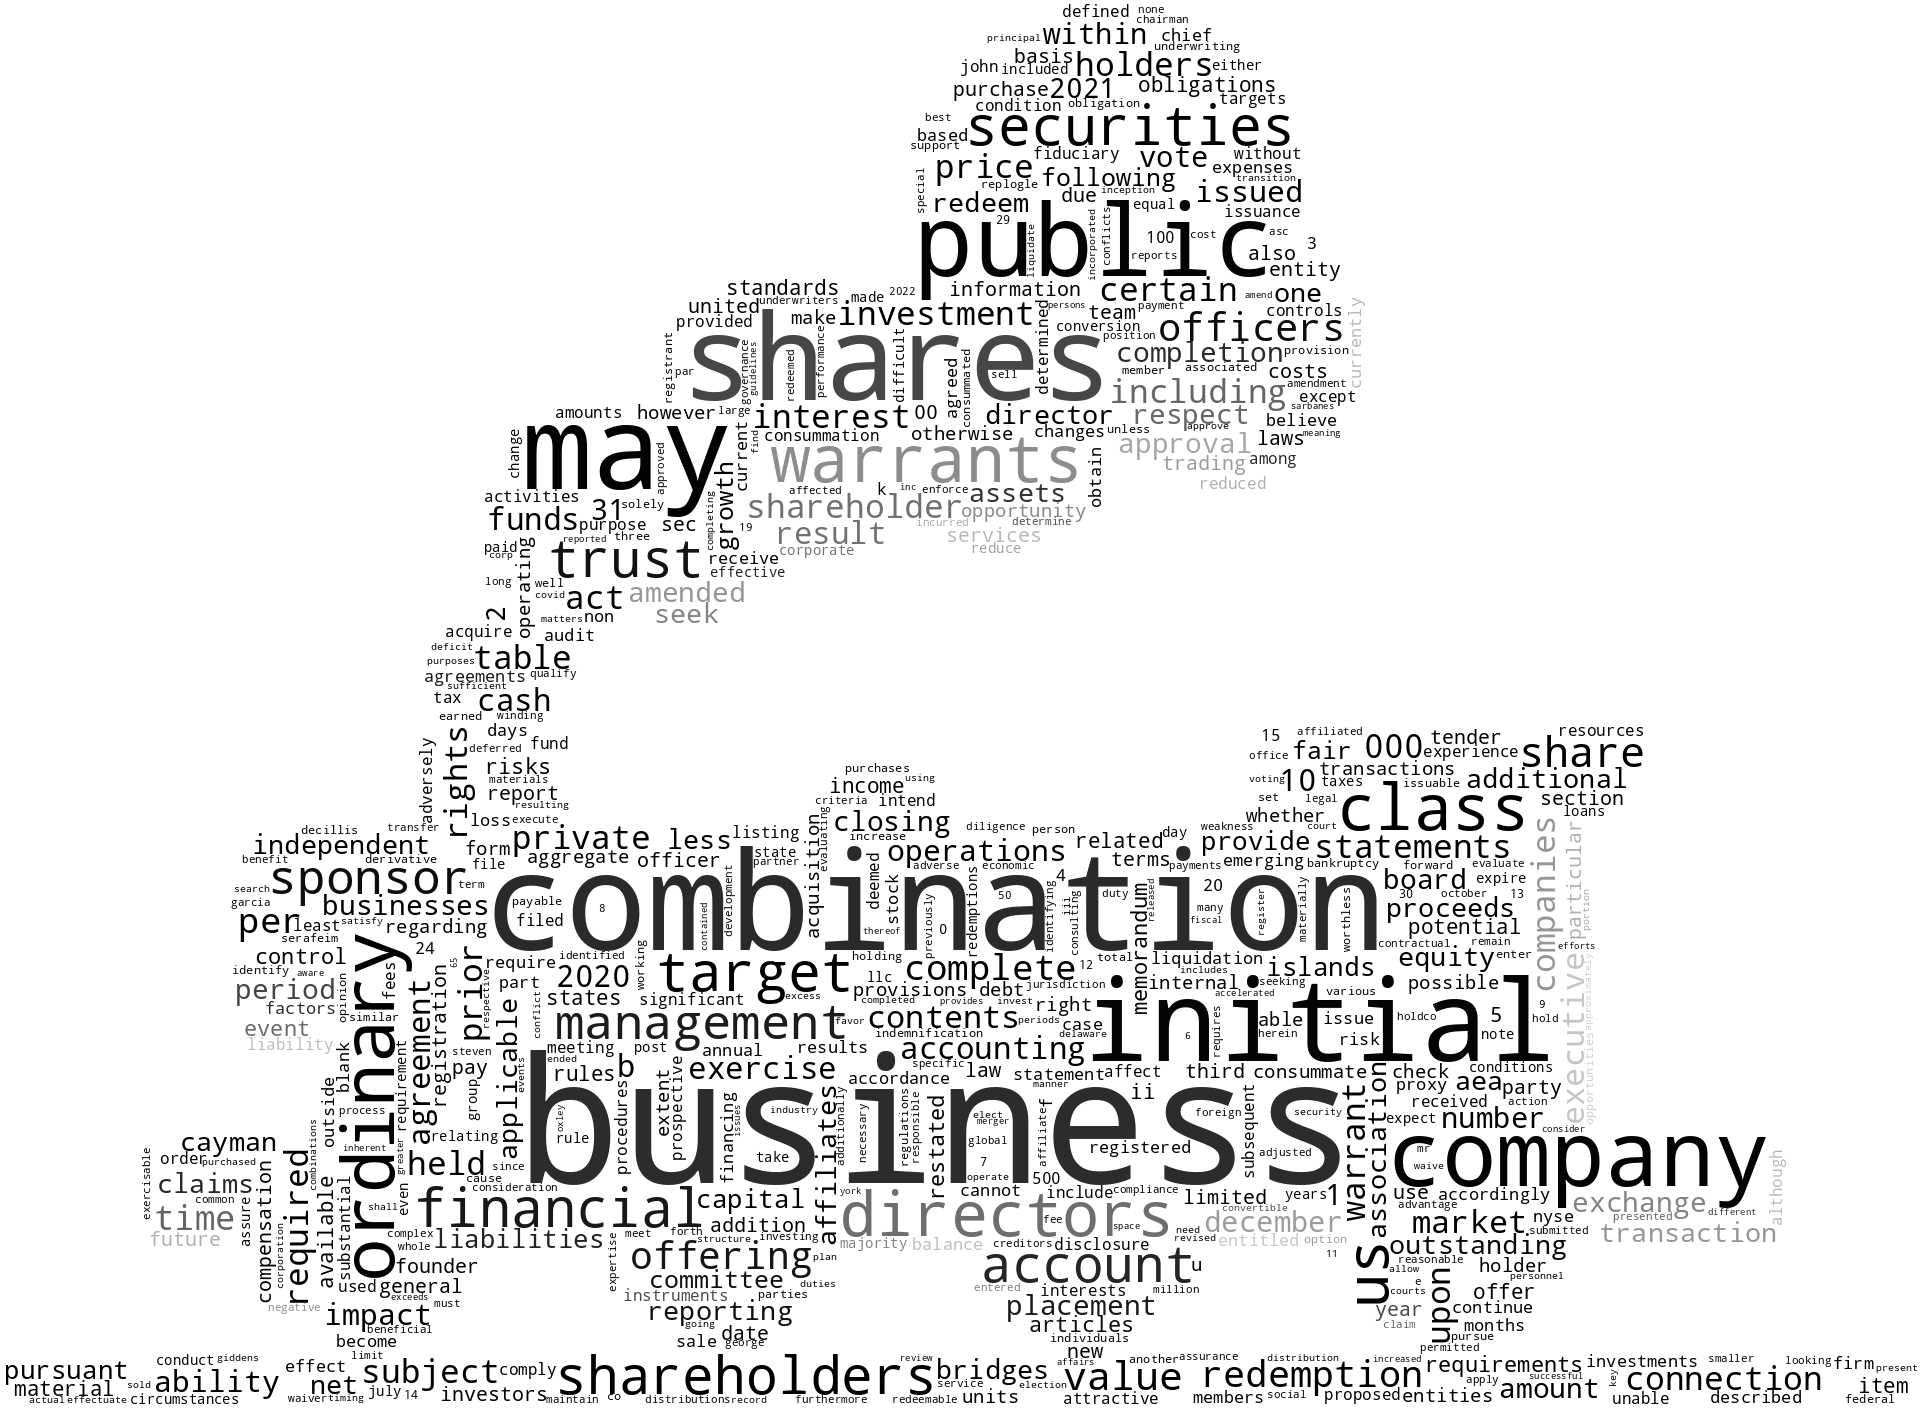 defined none
chairman
principal within chief
underwriting
basis holders either
john included
purchase 2021 obligations
condition obligation targets
best securities
based
support fiduciary vote without
price expenses
following transition
special replogle due inception issued
redeem 29 equal issuance
public
liquidate incorporated conflicts 100 cost asc
reports also 3
entity
standards information certain amend one
united underwriters made 2022
provided make investment determined persons team payment controls currently
shares conversion officers
registrant par governance guidelines redeemed performance difficult agreed consummated sell position completion provision
member associated costs
including amendment
except
amounts however large interest 00 director respect sarbanes
believe
may find consummation otherwise changes unless approve laws meaning
change current warrants approval
approved obtain trading among
activities affected k inc enforce assets reduced
funds 31 solely growth shareholder opportunity
purpose sec completing 19 result incurred determine
paid reported three services
corp trust receive corporate reduce
operating effective
long well
covid act amended
2 matters non seek
acquire audit
deficit table
purposes
agreements qualify
sufficient
tax cash
earned winding
days
rights deferred fund
adversely risks
materials
report
resulting
15 affiliated tender resources
office fair 000 experience share
voting 10 transactions additional
taxes issuable
set legal class section
whether loans
purchases
income using
criteria intend
evaluating closing
loss execute
decillis transfer private less listing acquisition increase diligence person related day weakness court
independent form aggregate officer state operations terms provide statements companies particular
benefit derivative file partner deemed adverse economic payments emerging bankruptcy forward evaluate
sponsor term combination 4 board expire
search payable 8 stock 50 duty 20 30 october 13
garcia per businesses filed contained development previously 0 redemptions identifying iii consulting memorandum released many fiscal register materially worthless proceeds portion
least satisfy regarding thereof potential
serafeim
control ordinary 24 65 require identified working holding total liquidation contractual remain efforts
identify aware prior 2020 target llc complete 12 includes islands equity enter
period opinion fees agreement registration respective part excess provisions debt jurisdiction internal seeking possible executive approximately
factors similar applicable conflict states significant completed provides invest right initial accelerated various 9
event management favor contents periods case 6 requires able issue holdco 5 hold
liability indemnification delaware herein risk note
blank requirement steven meeting post annual results accounting
outside pay events ended rules b exercise specific law statement affect third consummate check aea conditions opportunities
group procedures extent prospective accordance manner ii proxy party
process business financing issues industry affiliates additionally necessary regulations responsible restated elect affiliate f foreign security warrant association received action
cayman relating oxley rule merger subsequent expect number
exercisable order purchased combinations inherent greater take global registered adjusted company consider
claims compensation required held since 7 mr although
common cause operate waive
time assure available substantial shall even consideration capital york cannot 500 include compliance limited years 1 use accordingly exchange
future corporation financial directors fee space need convertible december advantage market nyse presented different
complex liabilities meet forth addition revised submitted transaction
whole structure investing majority balance creditors disclosure entitled option outstanding
founder expertise offering plan 11 reasonable holder
used general committee duties entered account u us allow personnel
exceeds instruments parties interests million e upon offer
negative impact must reporting placement courts year continue
beneficial going date articles claim months
become sale george individuals pursue
new permitted
pursuant conduct giddens limit review bridges affairs another assurance distribution increased requirements investments smaller looking firm present
effect subject comply shareholders service election value redemption apply successful key connection
material sold ability net july 14 investors units members social proposed entities amount item
actual effectuate circumstances waiver timing maintain co distributions record furthermore redeemable attractive unable described federal